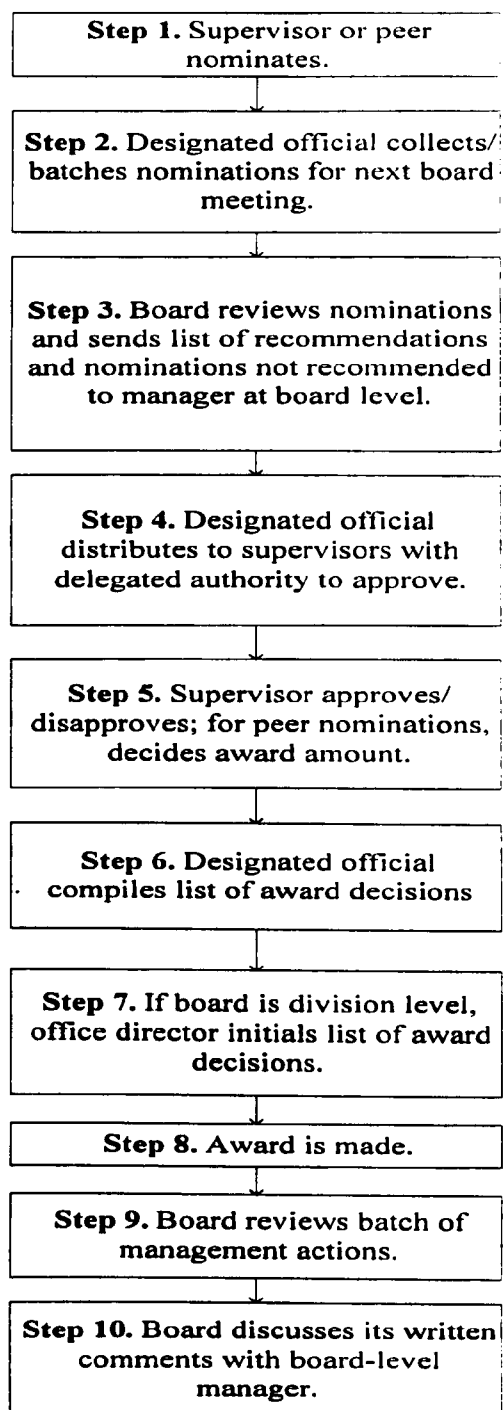 Step 1. Supervisor or peer
nominates.
Step 2. Designated official collects/
batches nominations for next board
meeting.
Step 3. Board reviews nominations
and sends list of recommendations
and nominations not recommended
to manager at board level.
Step 4. Designated official
distributes to supervisors with
delegated authority to approve.
Step 5. Supervisor approves/
disapproves; for peer nominations,
decides award amount.
Step 6. Designated official
compiles list of award decisions
Step 7. If board is division level,
office director initials list of award
decisions.
Step 8. Award is made.
Step 9. Board reviews batch of
management actions.
Step 10. Board discusses its written
comments with board-level
manager.